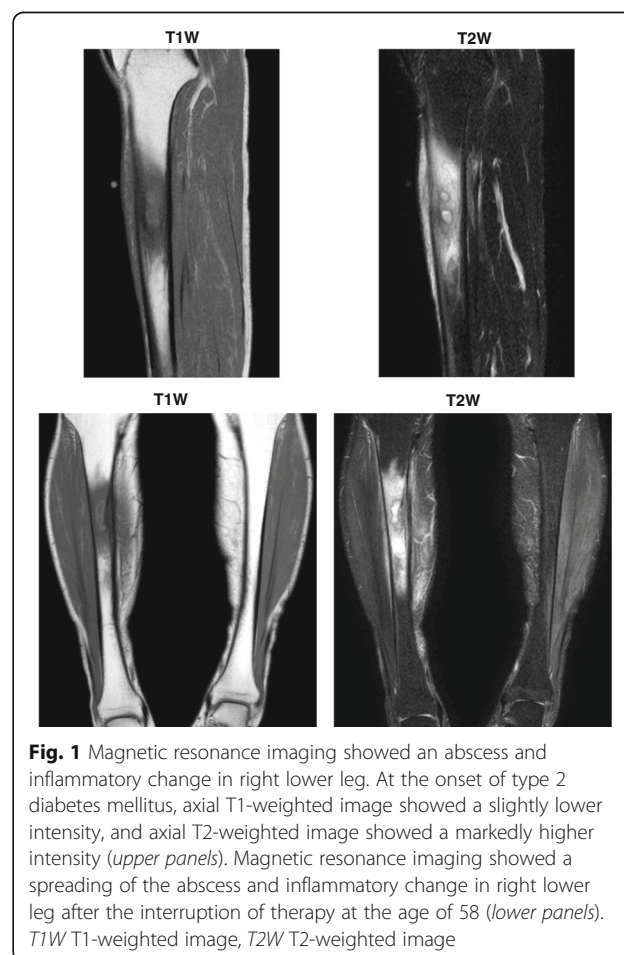 T1W
T2W
T1W
T2W
Fig. 1 Magnetic resonance imaging showed an abscess and
inflammatory change in right lower leg. At the onset of type 2
diabetes mellitus, axial T1-weighted image showed a slightly lower
intensity, and axial T2-weighted image showed a markedly higher
intensity (upper panels). Magnetic resonance imaging showed a
spreading of the abscess and inflammatory change in right lower
leg after the interruption of therapy at the age of 58 (lower panels).
T1W T1-weighted image, T2W T2-weighted image